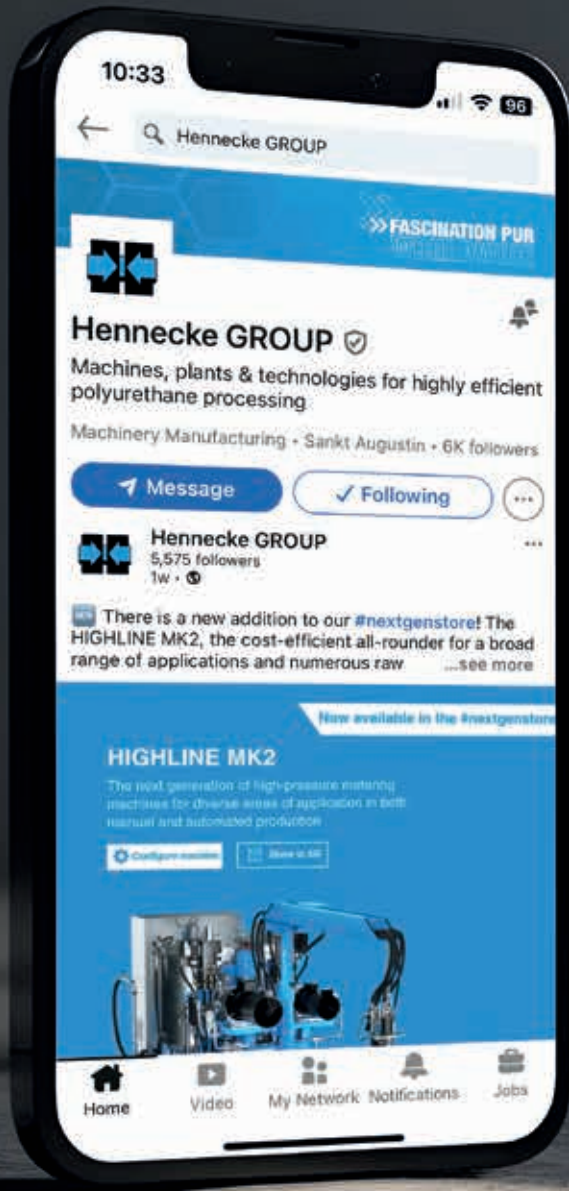 10:33
96
Hennecke GROUP
FASCINATION PUR
Hennecke GROUP
Machines, plants & technologies for highly efficient
polyurethane processing
Machinery Manufacturing • Sankt Augustin • 6K followers
Message
Following
Hennecke GROUP
5,575 followers
1w •
There is a new addition to our #nextgenstore! The
HIGHLINE MK2, the cost-efficient all-rounder for a broad
range of applications and numerous raw ...see more
Now available in the #nextgenstore
HIGHLINE MK2
The next generation of high-pressure metering
machines for diverse areas of application in both
manual and automated production
Home
Video
My Network
Notifications
Jobs